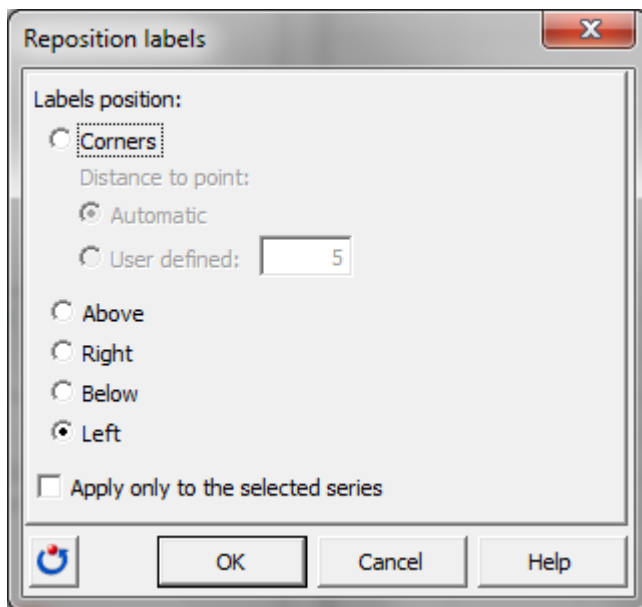 Reposition labels
Labels position:
Corners
Distance to point:
Automatic
User defined: 5
Above
Right
Below
Left
Apply only to the selected series
OK Cancel Help